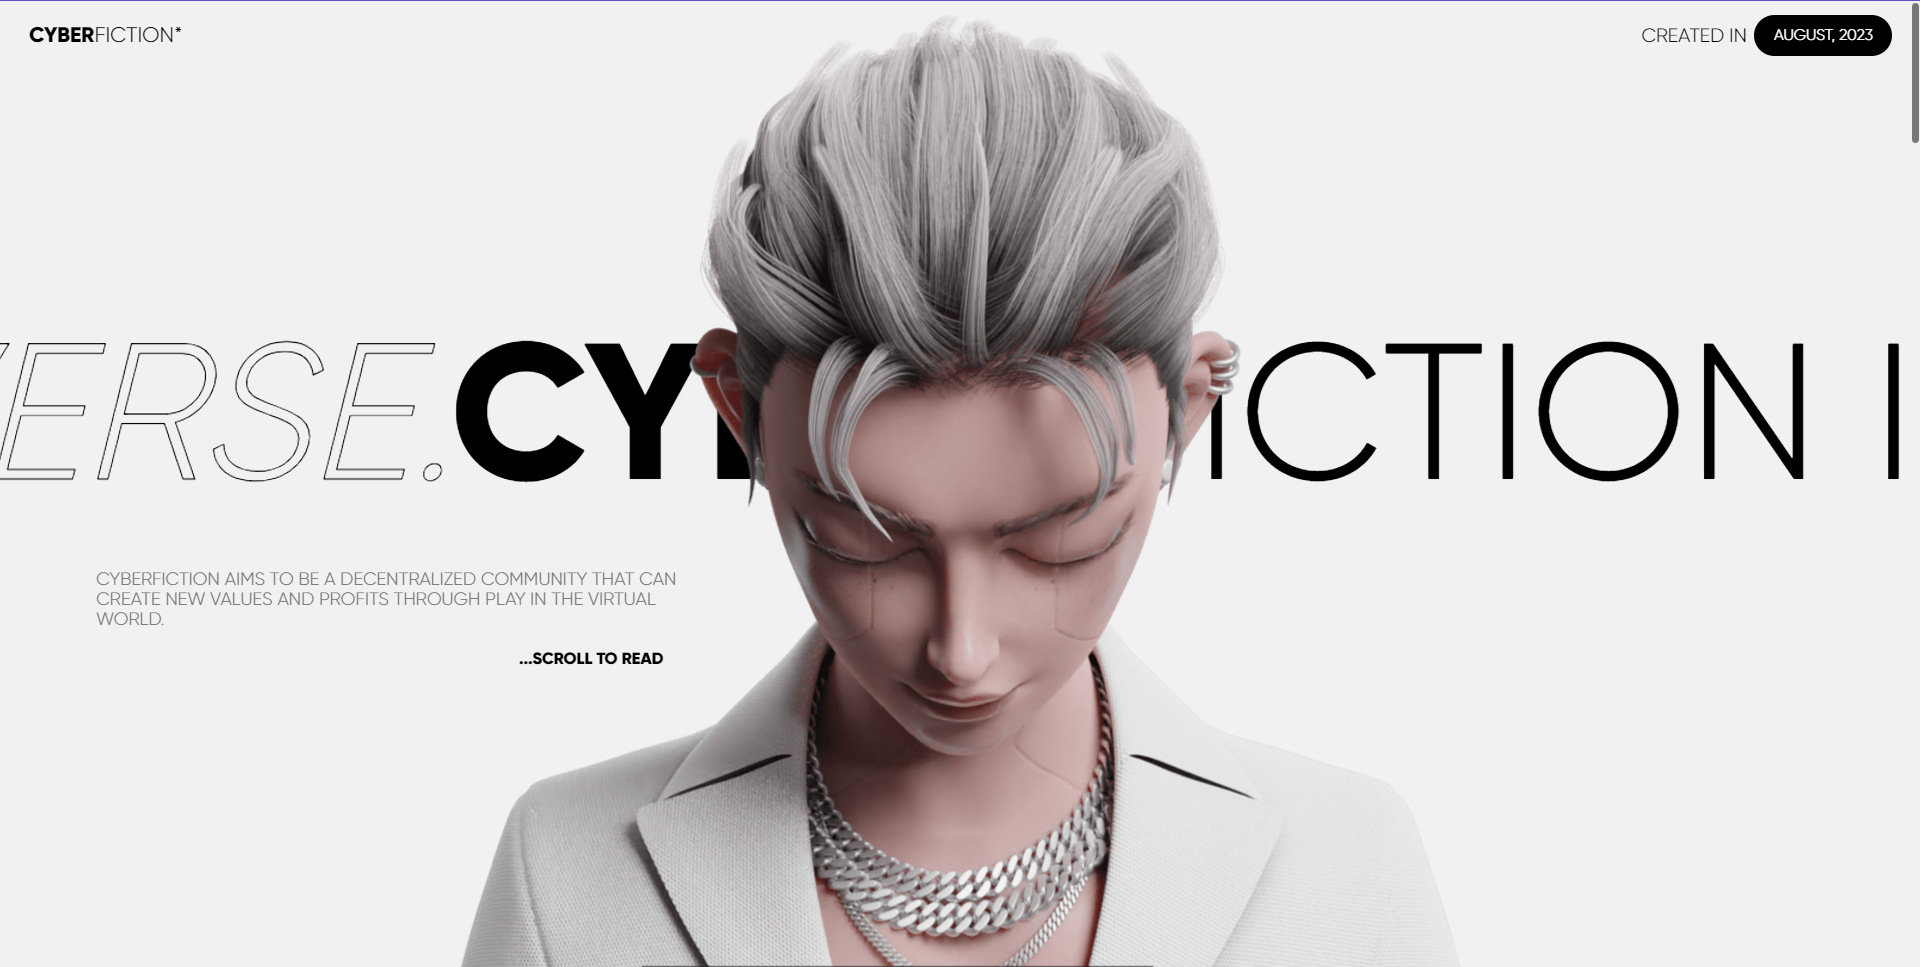 CYBERFICTION*
CREATED IN AUGUST, 2023
ERSE.CY ICTION I
CYBERFICTION AIMS TO BE A DECENTRALIZED COMMUNITY THAT CAN
CREATE NEW VALUES AND PROFITS THROUGH PLAY IN THE VIRTUAL
WORLD.
...SCROLL TO READ